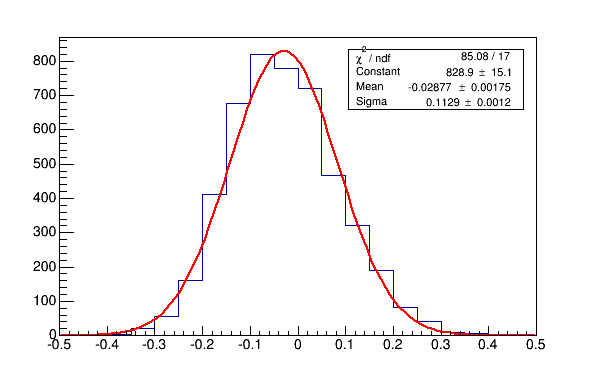 χ² / ndf 85.08 / 17
Constant 828.9 ± 15.1
Mean -0.02877 ± 0.00175
Sigma 0.1129 ± 0.0012
800
700
600
500
400
300
200
100
0
-0.5 -0.4 -0.3 -0.2 -0.1 0 0.1 0.2 0.3 0.4 0.5